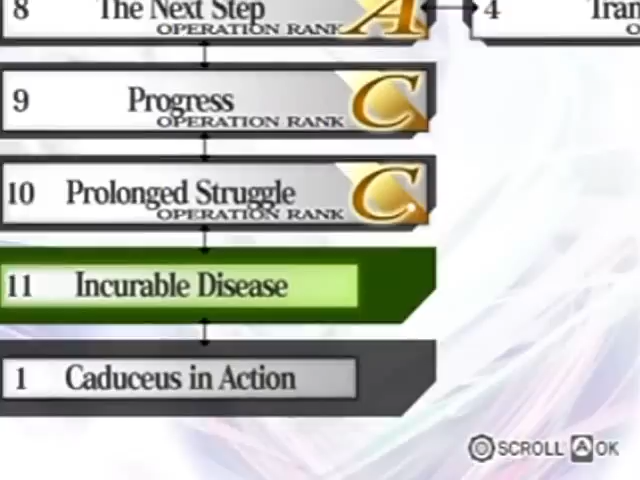 8 The Next Step
OPERATION RANK A
4
9 Progress
OPERATION RANK C
10 Prolonged Struggle
OPERATION RANK C
11 Incurable Disease
1 Caduceus in Action
SCROLL A OK